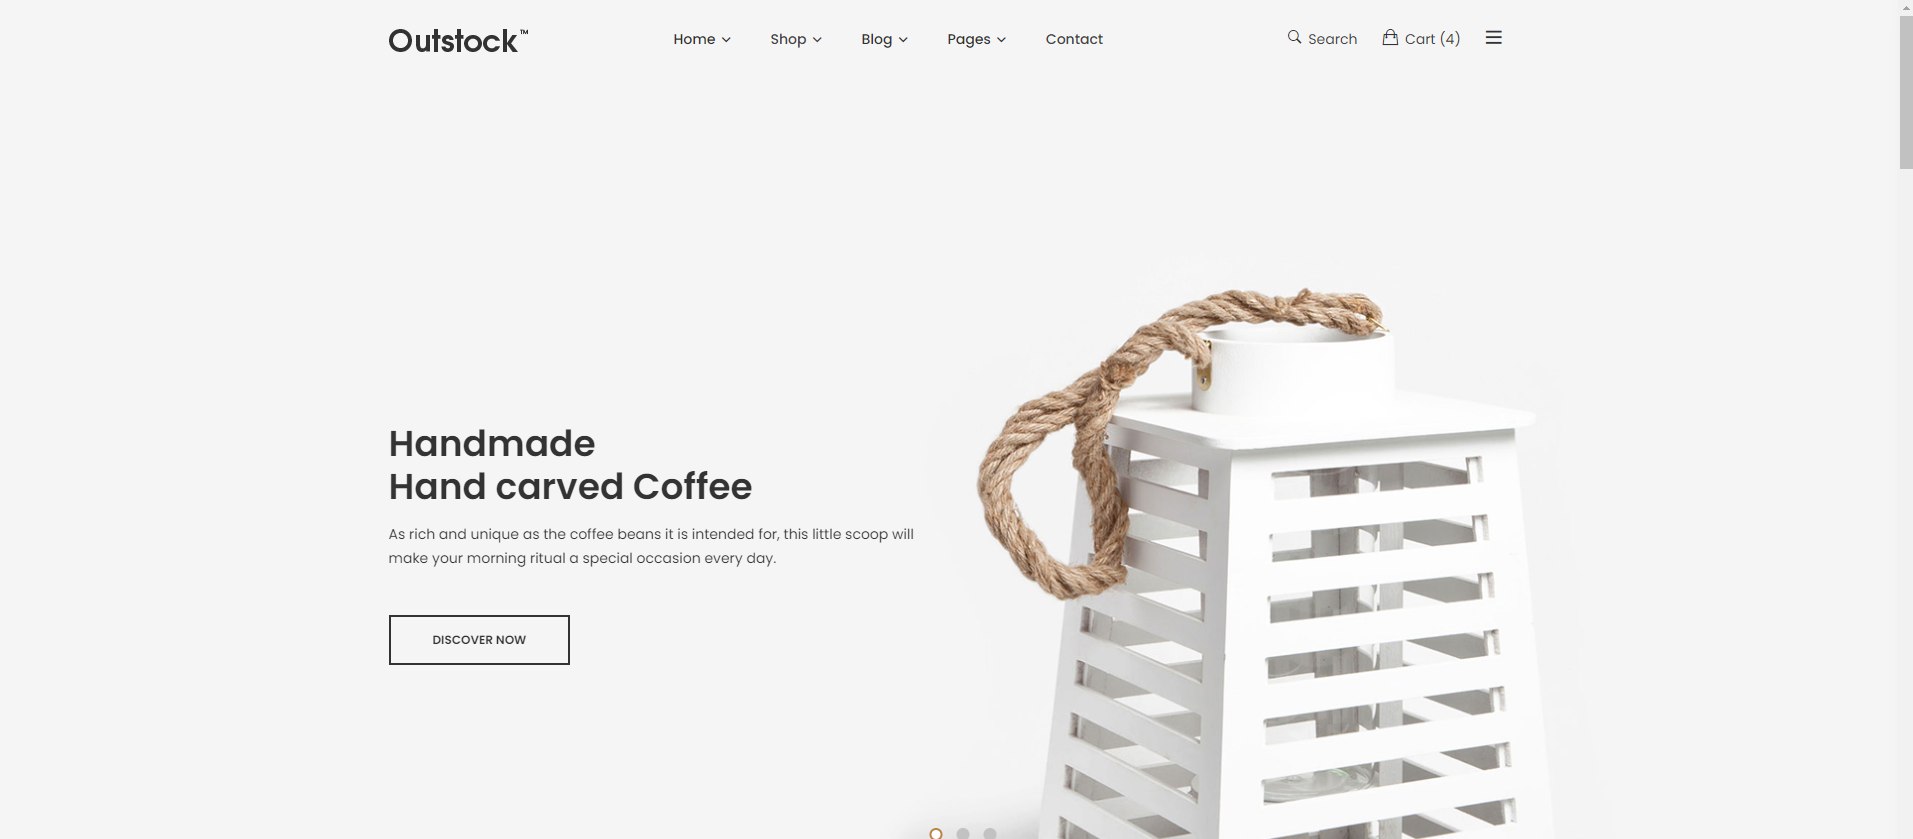 Outstock™
Home
Shop
Blog
Pages
Contact
Search
Cart (4)
Handmade
Hand carved Coffee
As rich and unique as the coffee beans it is intended for, this little scoop will
make your morning ritual a special occasion every day.
DISCOVER NOW